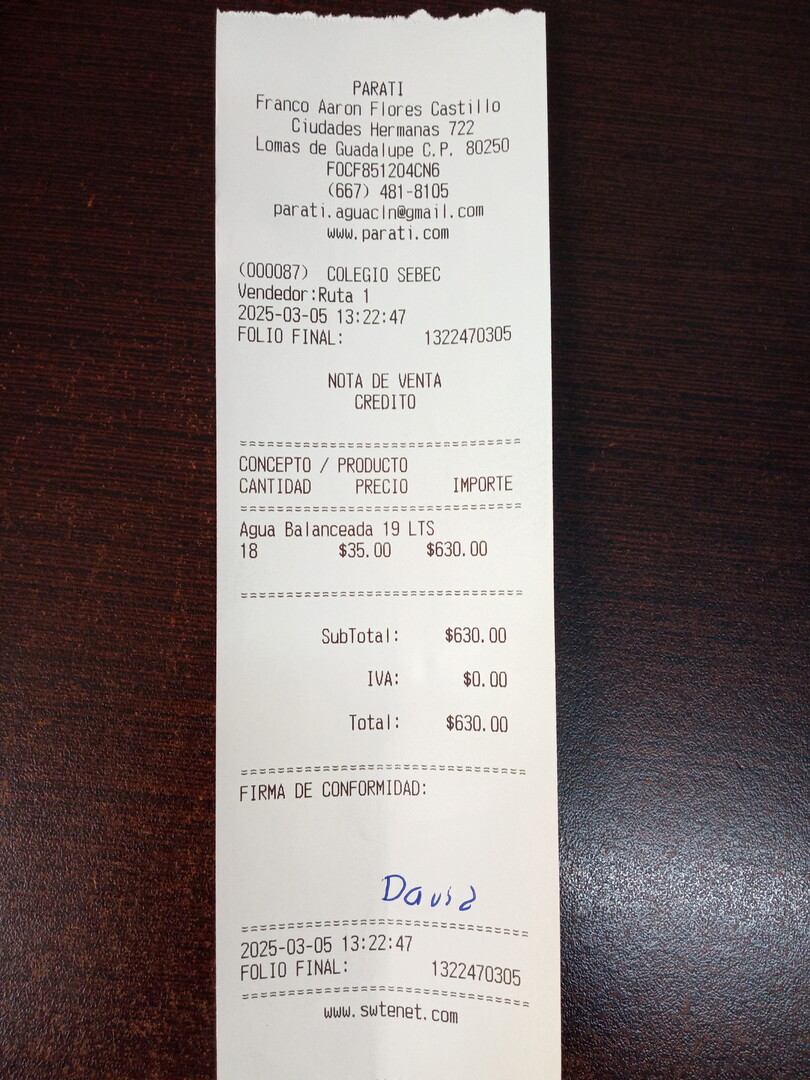 PARATI
Franco Aaron Flores Castillo
Ciudades Hermanas 722
Lomas de Guadalupe C.P. 80250
FOCF851204CN6
(667) 481-8105
parati.aguacln@gmail.com
www.parati.com
(000087) COLEGIO SEBEC
Vendedor:Ruta 1
2025-03-05 13:22:47
FOLIO FINAL: 1322470305
NOTA DE VENTA
CREDITO
===============================
CONCEPTO / PRODUCTO
CANTIDAD PRECIO IMPORTE
===============================
Agua Balanceada 19 LTS
18 $35.00 $630.00
===============================
SubTotal: $630.00
IVA: $0.00
Total: $630.00
===============================
FIRMA DE CONFORMIDAD:
David
===============================
2025-03-05 13:22:47
FOLIO FINAL: 1322470305
===============================
www.swtenet.com